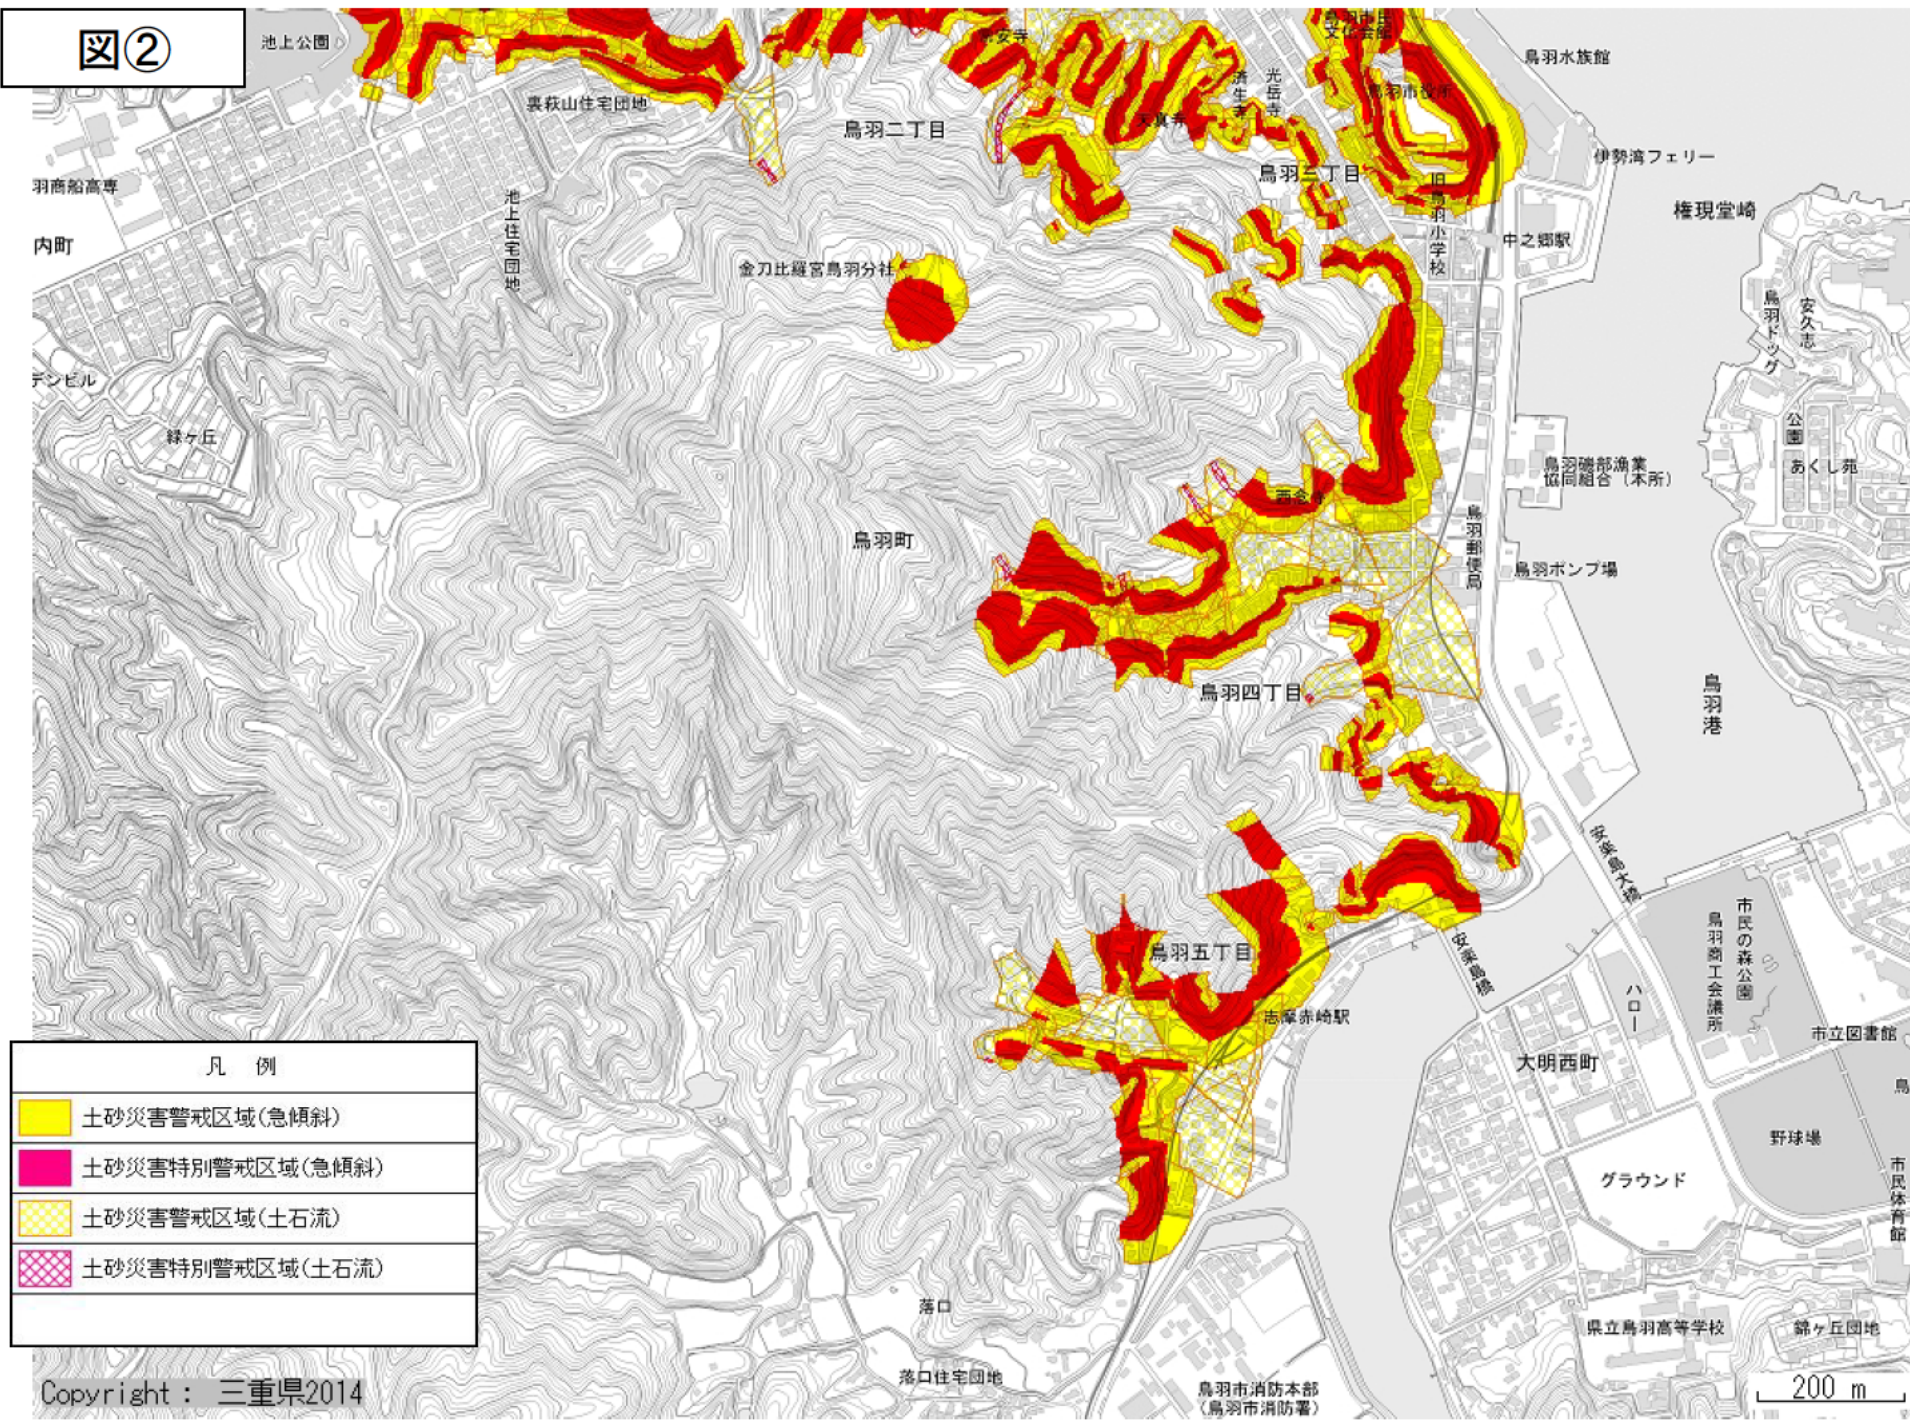 図②
池上公園
裏萩山住宅団地
鳥羽二丁目
済生寺
光岳寺
天真寺
鳥羽市民
文化会館
鳥羽市役所
鳥羽水族館
伊勢湾フェリー
羽商船高専
内町
池上住宅団地
金刀比羅宮鳥羽分社
鳥羽三丁目
旧鳥羽小学校
中之郷駅
権現堂崎
鳥羽ドック
安久志
デンビル
緑ヶ丘
公園
あくし苑
鳥羽磯部漁業
協同組合(本所)
西念寺
鳥羽町
鳥羽郵便局
鳥羽ポンプ場
鳥羽四丁目
鳥羽港
安楽島大橋
鳥羽五丁目
安楽島橋
市民の森公園
鳥羽商工会議所
ハロー
志摩赤崎駅
市立図書館
大明西町
鳥
野球場
グラウンド
市民体育館
凡 例
土砂災害警戒区域(急傾斜)
土砂災害特別警戒区域(急傾斜)
土砂災害警戒区域(土石流)
土砂災害特別警戒区域(土石流)
落口
落口住宅団地
県立鳥羽高等学校
錦ヶ丘団地
鳥羽市消防本部
(鳥羽市消防署)
Copyright : 三重県2014
200 m